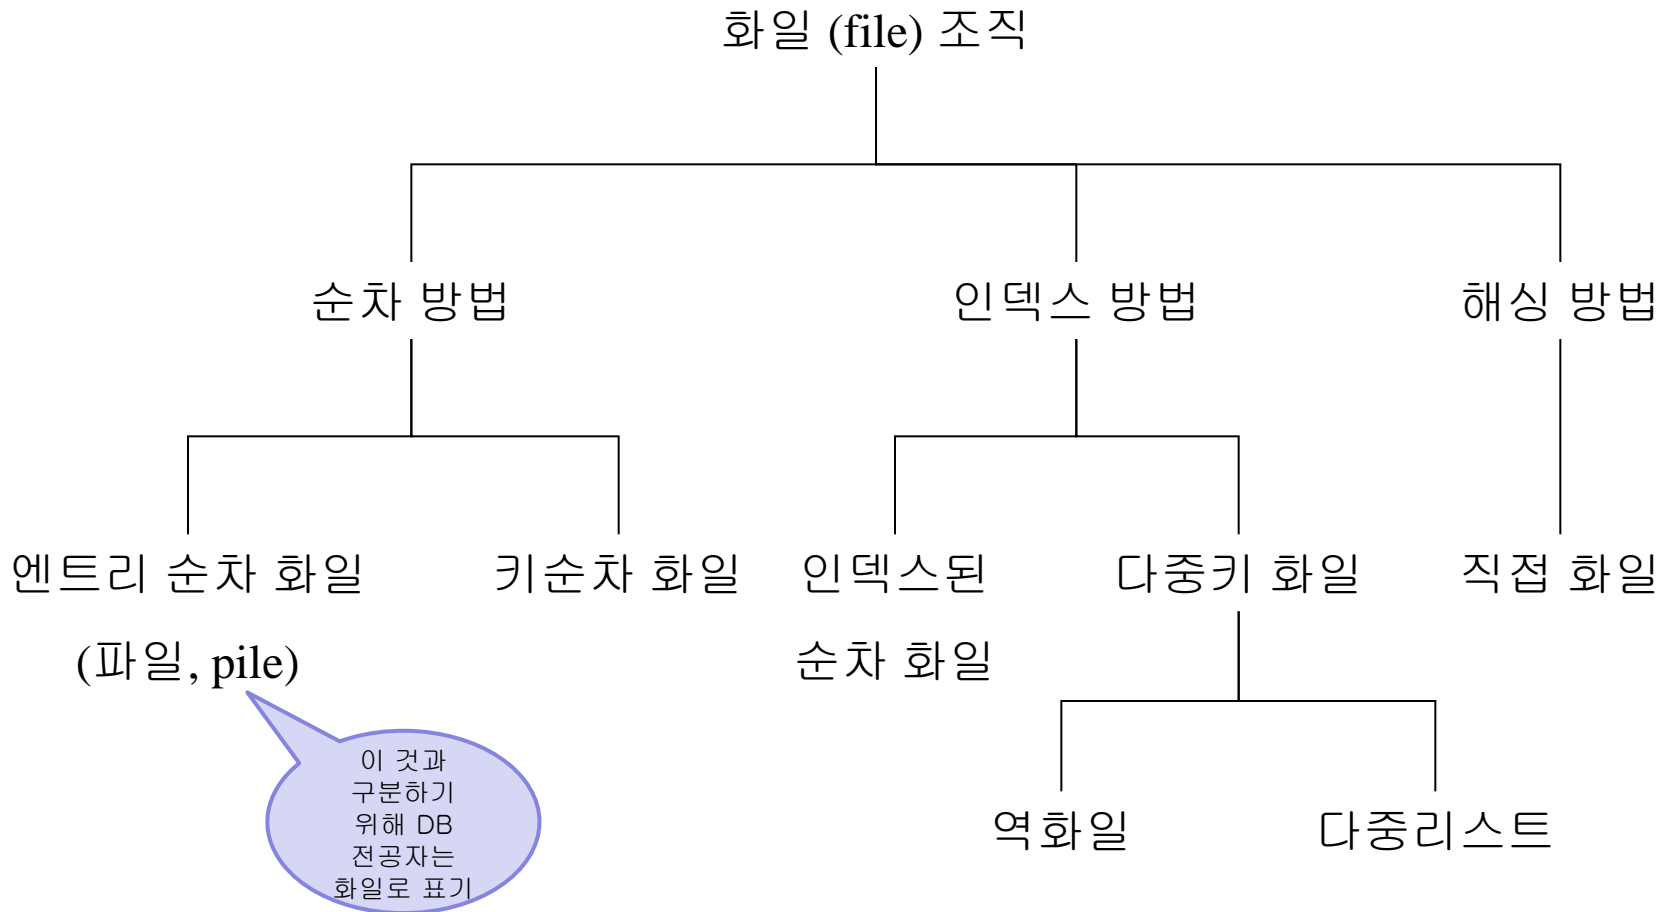 화일 (file) 조직
순차 방법
인덱스 방법
해싱 방법
엔트리 순차 화일
(파일, pile)
키순차 화일
인덱스된
순차 화일
다중키 화일
직접 화일
이 것과
구분하기
위해 DB
전공자는
화일로 표기
역화일
다중리스트